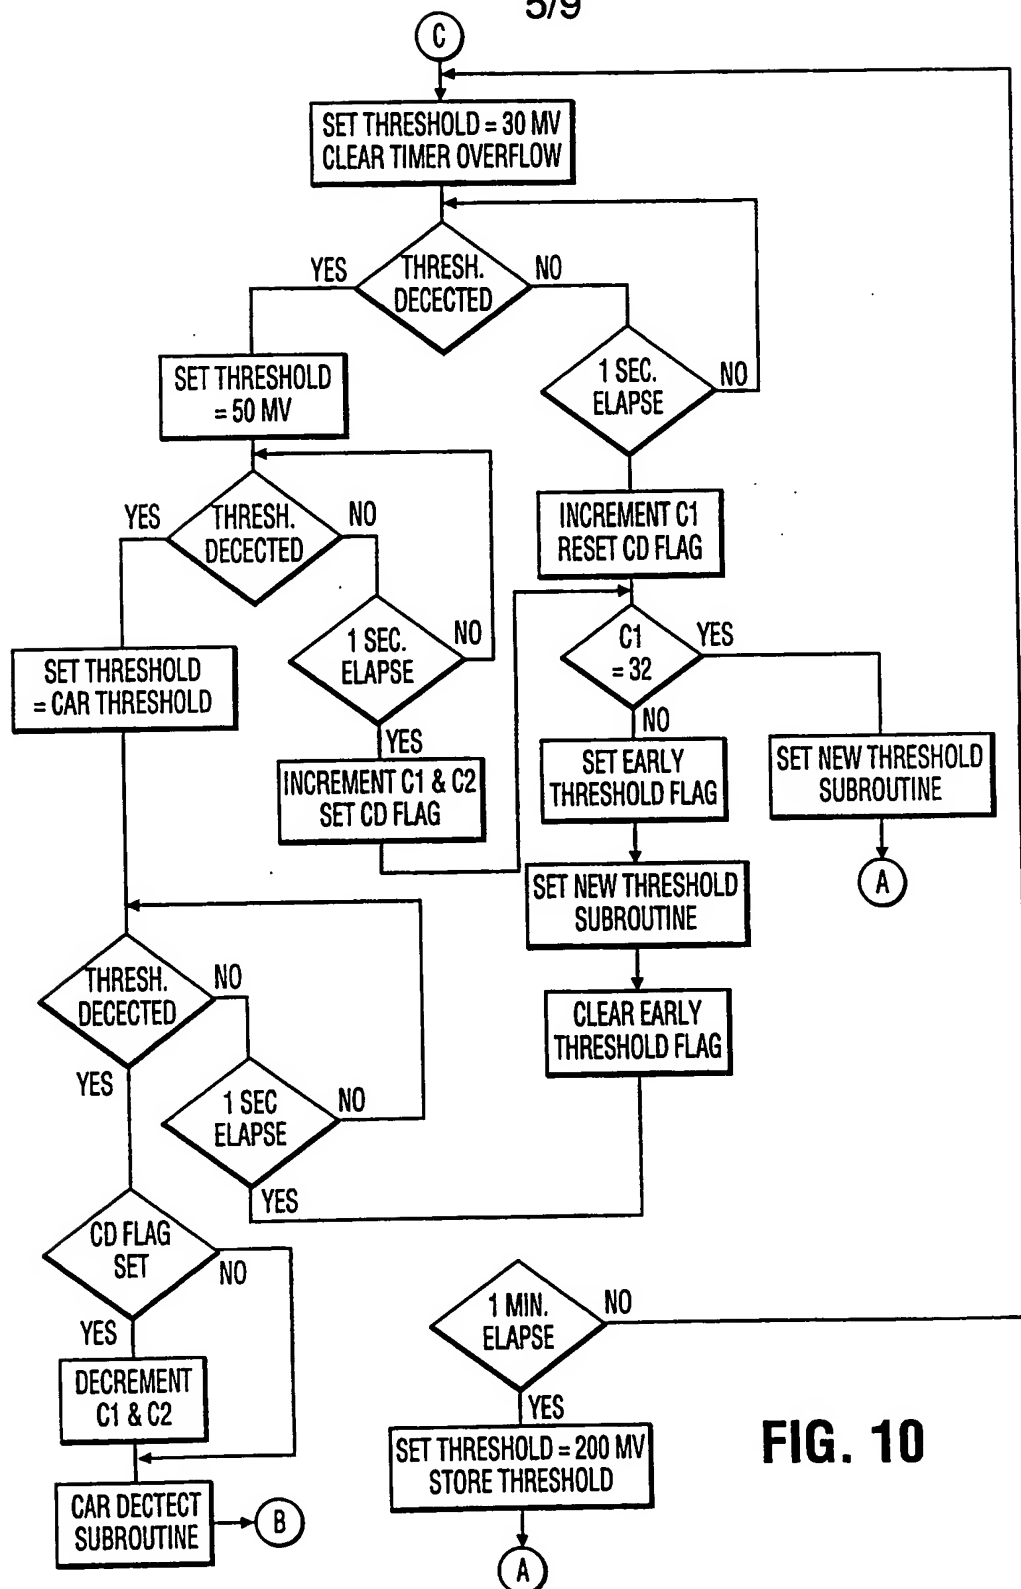 5/9
C
SET THRESHOLD = 30 MV
CLEAR TIMER OVERFLOW
YES
THRESH.
DECECTED
NO
SET THRESHOLD
= 50 MV
1 SEC.
ELAPSE
NO
YES
THRESH.
DECECTED
NO
INCREMENT C1
RESET CD FLAG
SET THRESHOLD
= CAR THRESHOLD
1 SEC.
ELAPSE
NO
C1
= 32
YES
YES
NO
INCREMENT C1 & C2
SET CD FLAG
SET EARLY
THRESHOLD FLAG
SET NEW THRESHOLD
SUBROUTINE
A
SET NEW THRESHOLD
SUBROUTINE
THRESH.
DECECTED
NO
CLEAR EARLY
THRESHOLD FLAG
YES
1 SEC
ELAPSE
NO
YES
CD FLAG
SET
NO
YES
1 MIN.
ELAPSE
NO
DECREMENT
C1 & C2
YES
SET THRESHOLD = 200 MV
STORE THRESHOLD
FIG. 10
CAR DECTECT
SUBROUTINE
B
A